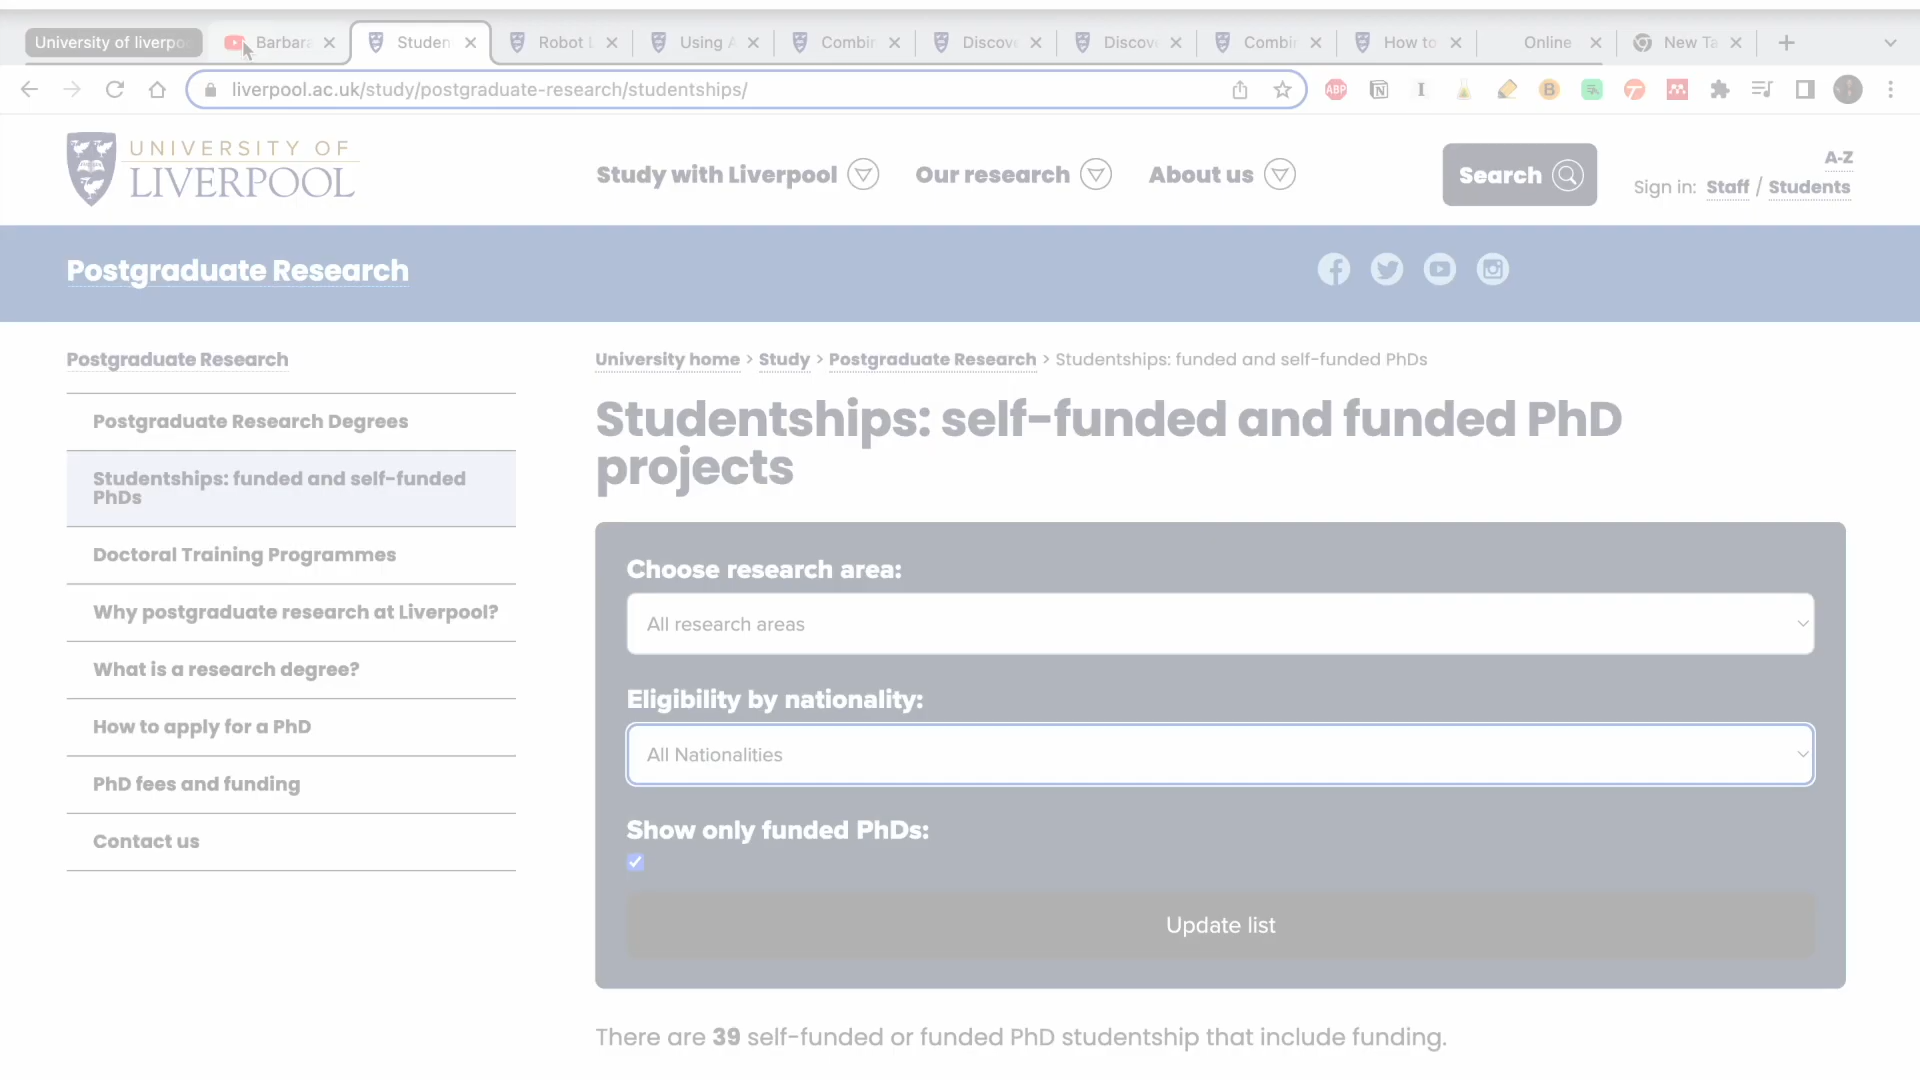 University of liverpo
Barbara
Studen
Robot
Using
Combin
Discov
Discov
Combin
How to
Online
New Ta
liverpool.ac.uk/study/postgraduate-research/studentships/
ABP
UNIVERSITY OF
LIVERPOOL
Study with Liverpool
Our research
About us
Search
A-Z
Sign in: Staff / Students
Postgraduate Research
Postgraduate Research
Postgraduate Research Degrees
Studentships: funded and self-funded
PhDs
Doctoral Training Programmes
Why postgraduate research at Liverpool?
What is a research degree?
How to apply for a PhD
PhD fees and funding
Contact us
University home > Study > Postgraduate Research > Studentships: funded and self-funded PhDs
Studentships: self-funded and funded PhD
projects
Choose research area:
All research areas
Eligibility by nationality:
All Nationalities
Show only funded PhDs:
Update list
There are 39 self-funded or funded PhD studentship that include funding.